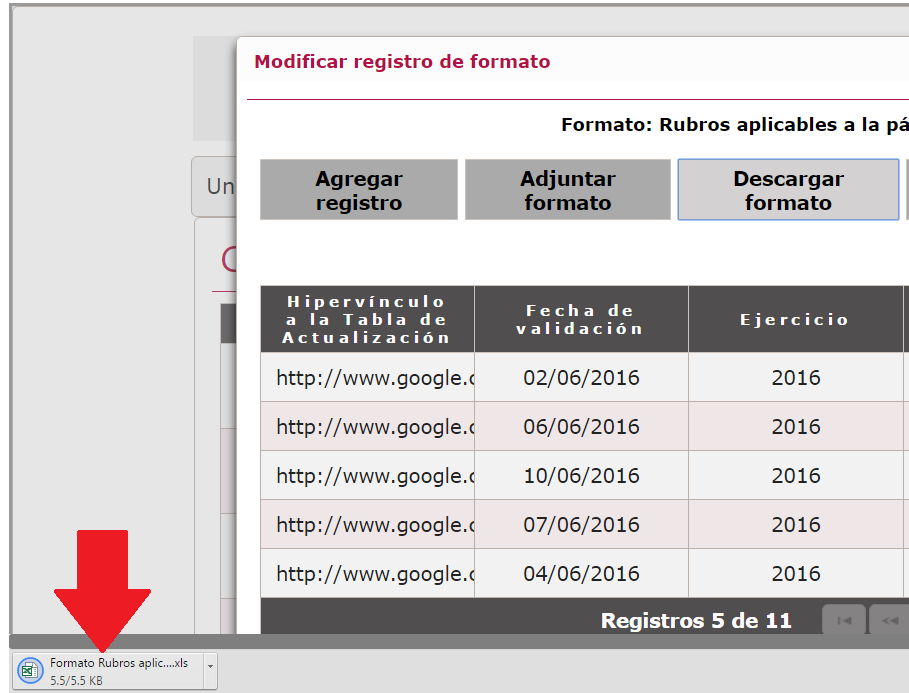 Modificar registro de formato
Formato: Rubros aplicables a la pá
Agregar
registro
Adjuntar
formato
Descargar
formato
Un
Hipervínculo
a la Tabla de
Actualización
Fecha de
validación
Ejercicio
http://www.google.c
02/06/2016
2016
http://www.google.c
06/06/2016
2016
http://www.google.c
10/06/2016
2016
http://www.google.c
07/06/2016
2016
http://www.google.c
04/06/2016
2016
Registros 5 de 11
Formato Rubros aplic....xls
5.5/5.5 KB